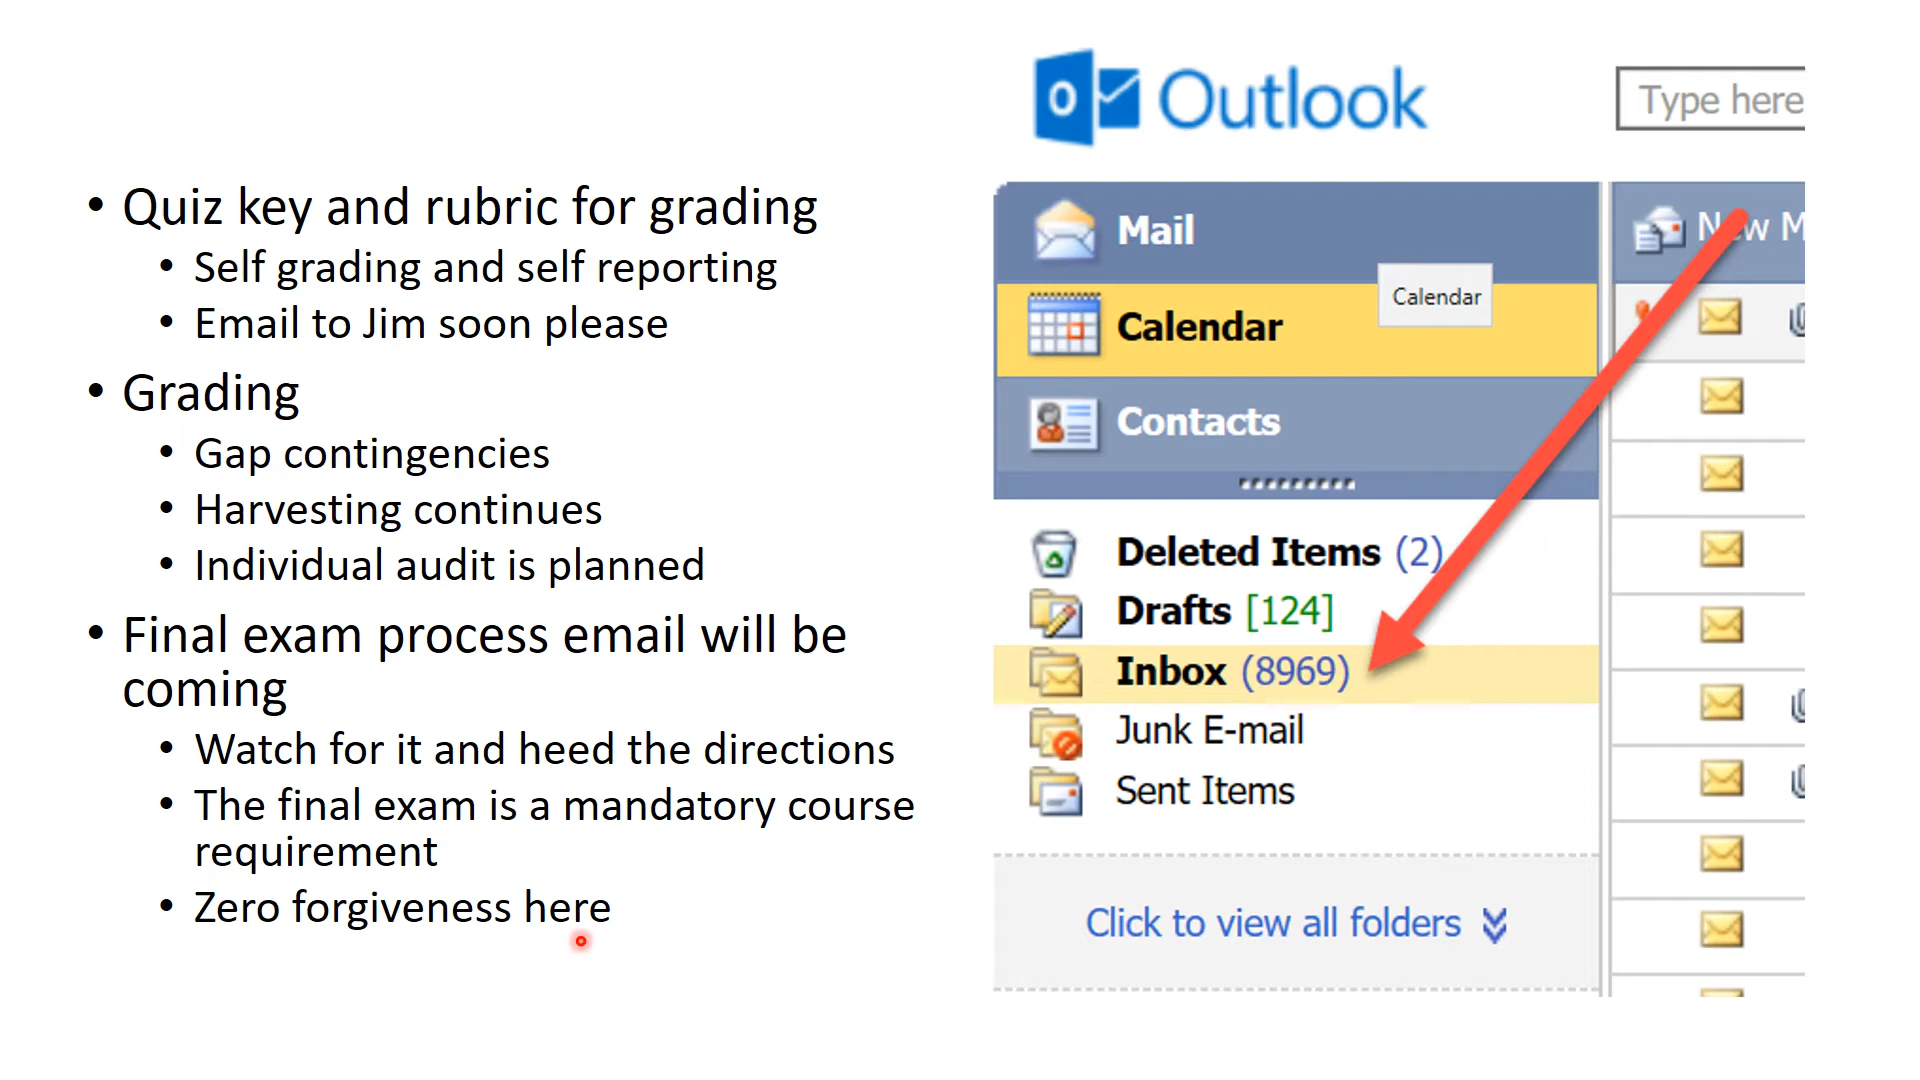 • Quiz key and rubric for grading
• Self grading and self reporting
• Email to Jim soon please
• Grading
• Gap contingencies
• Harvesting continues
• Individual audit is planned
• Final exam process email will be
coming
• Watch for it and heed the directions
• The final exam is a mandatory course
requirement
• Zero forgiveness here
Outlook
Type here
Mail
New M
Calendar
Calendar
Contacts
Deleted Items (2)
Drafts [124]
Inbox (8969)
Junk E-mail
Sent Items
Click to view all folders